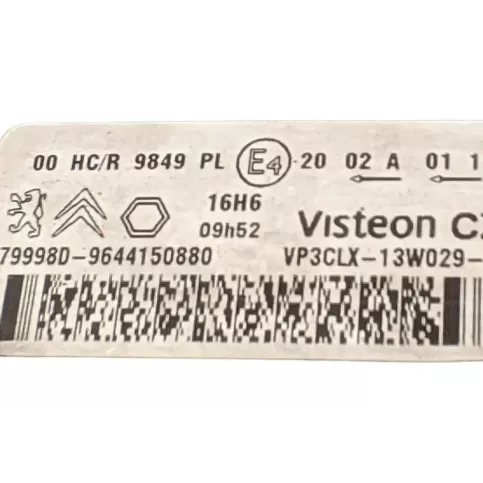 00 HC/R 9849 PL E4 20 02 A 01 1
16H6
09h52
Visteon C
79998D-9644150880 VP3CLX-13W029-